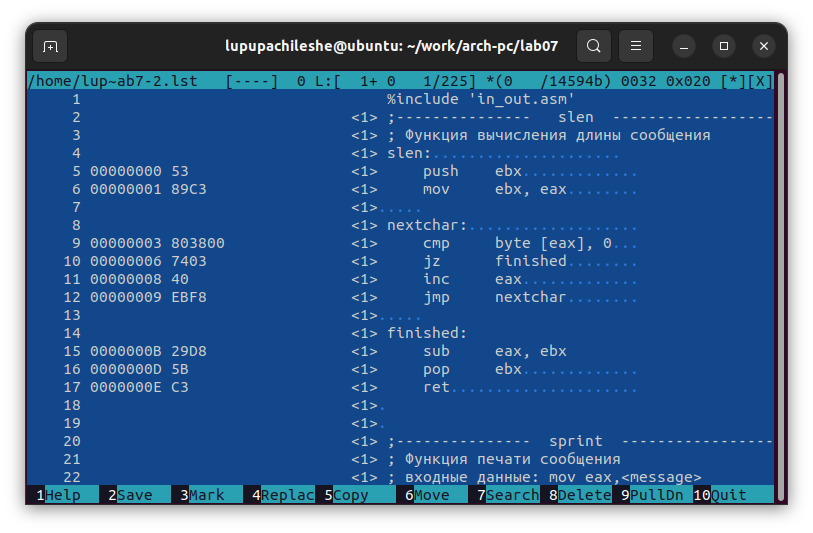 lupupachileshe@ubuntu: ~/work/arch-pc/lab07
/home/lup~ab7-2.lst   [----]  0 L:[  1+ 0   1/225] *(0   /14594b) 0032 0x020 [*][X]
1                                  %include 'in_out.asm'
2                              <1> ;---------------   slen  ------------------
3                              <1> ; Функция вычисления длины сообщения
4                              <1> slen:.....................
5 00000000 53                  <1>     push    ebx.............
6 00000001 89C3                <1>     mov     ebx, eax........
7                              <1>.....
8                              <1> nextchar:...................
9 00000003 803800              <1>     cmp     byte [eax], 0...
10 00000006 7403                <1>     jz      finished........
11 00000008 40                  <1>     inc     eax.............
12 00000009 EBF8                <1>     jmp     nextchar........
13                              <1>.....
14                              <1> finished:
15 0000000B 29D8                <1>     sub     eax, ebx
16 0000000D 5B                  <1>     pop     ebx.............
17 0000000E C3                  <1>     ret.....................
18                              <1>.
19                              <1>.
20                              <1> ;---------------  sprint  -----------------
21                              <1> ; Функция печати сообщения
22                              <1> ; входные данные: mov eax,<message>
1Help  2Save  3Mark  4Replac 5Copy  6Move  7Search 8Delete 9PullDn 10Quit